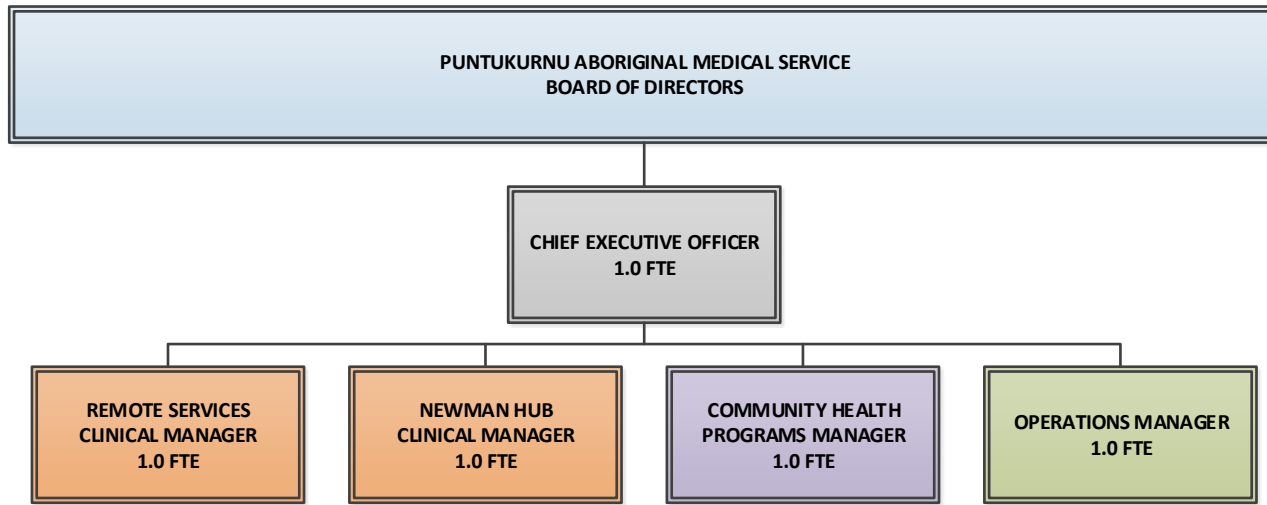 PUNTUKURNU ABORIGINAL MEDICAL SERVICE
BOARD OF DIRECTORS
CHIEF EXECUTIVE OFFICER
1.0 FTE
REMOTE SERVICES
CLINICAL MANAGER
1.0 FTE
NEWMAN HUB
CLINICAL MANAGER
1.0 FTE
COMMUNITY HEALTH
PROGRAMS MANAGER
1.0 FTE
OPERATIONS MANAGER
1.0 FTE